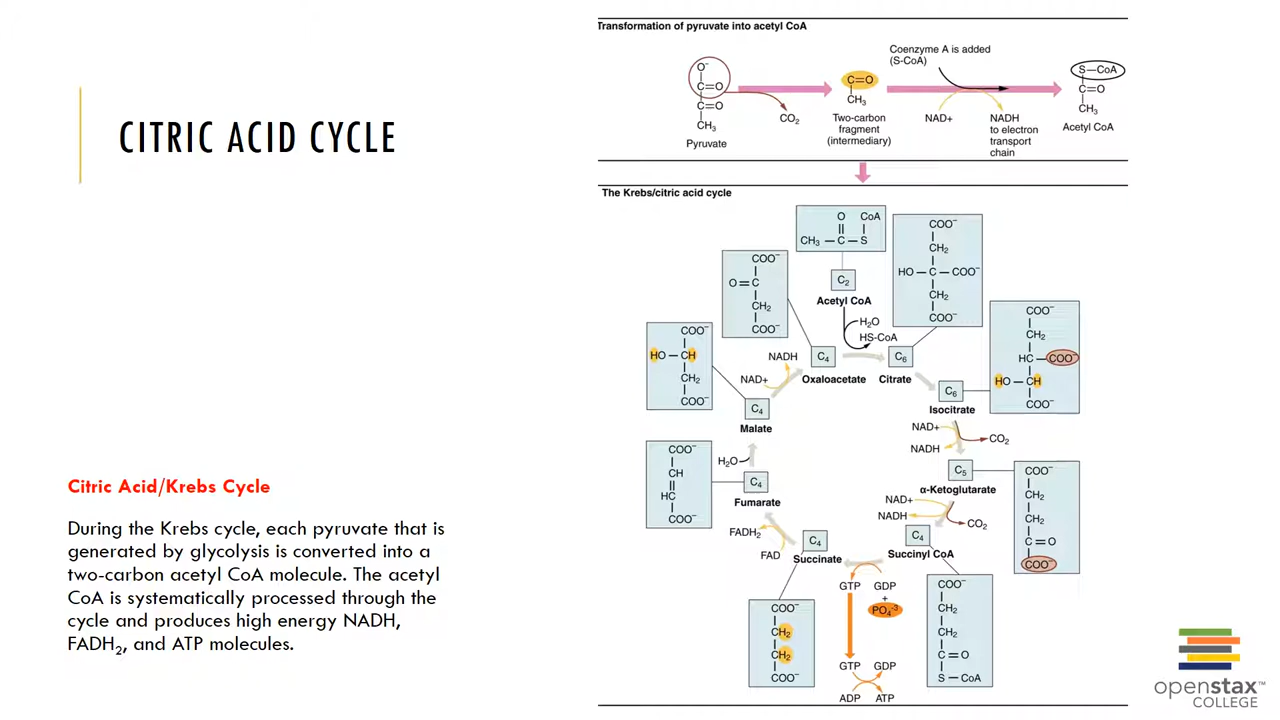 CITRIC ACID CYCLE
Citric Acid/Krebs Cycle
During the Krebs cycle, each pyruvate that is
generated by glycolysis is converted into a
two-carbon acetyl CoA molecule. The acetyl
CoA is systematically processed through the
cycle and produces high energy NADH,
FADH₂, and ATP molecules.
Transformation of pyruvate into acetyl CoA
O⁻
C=O
C=O
CH₃
Pyruvate
CO₂
C=O
CH₃
Two-carbon
fragment
(intermediary)
Coenzyme A is added
(S-CoA)
NAD+
NADH
to electron
transport
chain
S—CoA
C=O
CH₃
Acetyl CoA
The Krebs/citric acid cycle
O CoA
CH₃—C—S
C₂
Acetyl CoA
H₂O
HS-CoA
COO⁻
O=C
CH₂
COO⁻
C₄
Oxaloacetate
COO⁻
CH₂
HO—C—COO⁻
CH₂
COO⁻
C₆
Citrate
COO⁻
CH₂
HC—COO⁻
HO—CH
COO⁻
C₆
Isocitrate
NAD+
NADH
CO₂
COO⁻
CH₂
CH₂
C=O
COO⁻
C₅
α-Ketoglutarate
NAD+
NADH
CO₂
C₄
Succinyl CoA
COO⁻
CH₂
CH₂
C=O
S—CoA
GTP GDP
+
PO₄⁻³
GTP GDP
ADP ATP
C₄
Succinate
COO⁻
CH₂
CH₂
COO⁻
FADH₂
FAD
C₄
Fumarate
COO⁻
CH
HC
COO⁻
H₂O
C₄
Malate
COO⁻
HO—CH
CH₂
COO⁻
NAD+
NADH
openstax™
COLLEGE